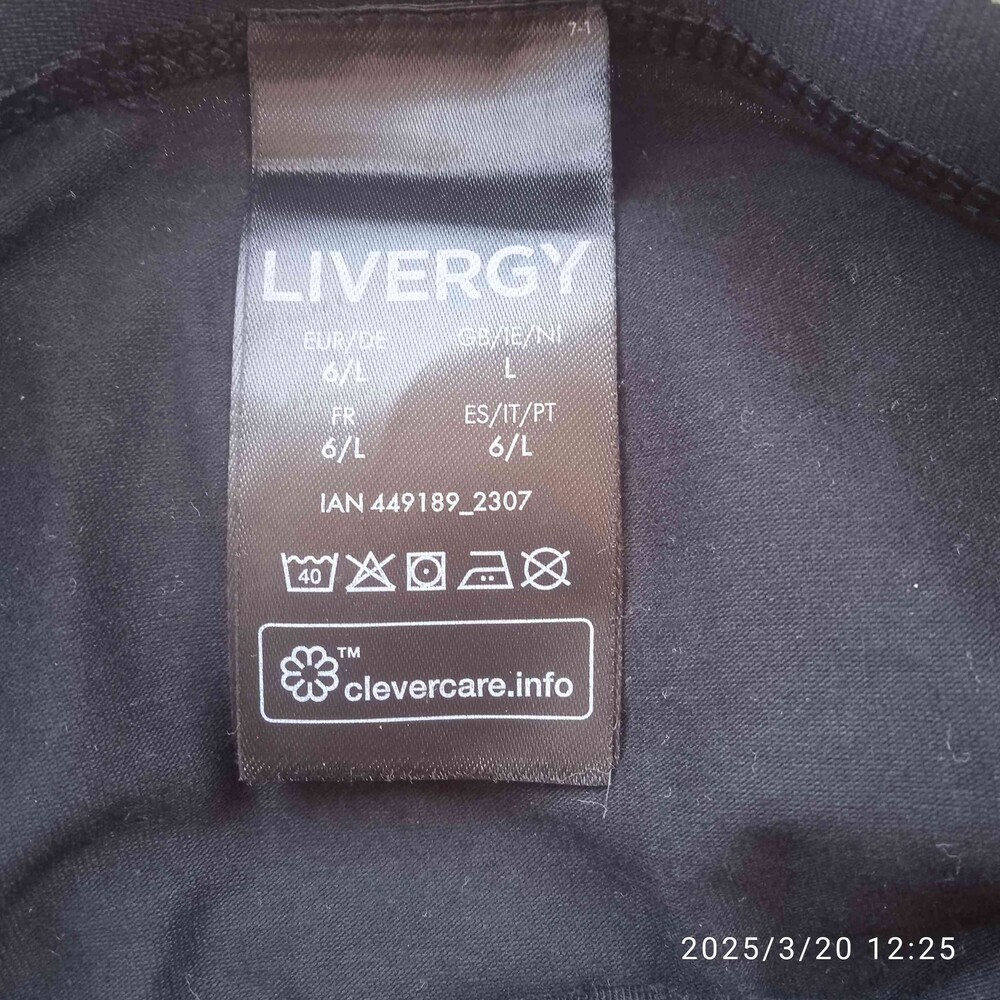 7-1
LIVERGY
EUR/DE GB/IE/NI
6/L L
FR ES/IT/PT
6/L 6/L
IAN 449189_2307
40
™
clevercare.info
2025/3/20 12:25